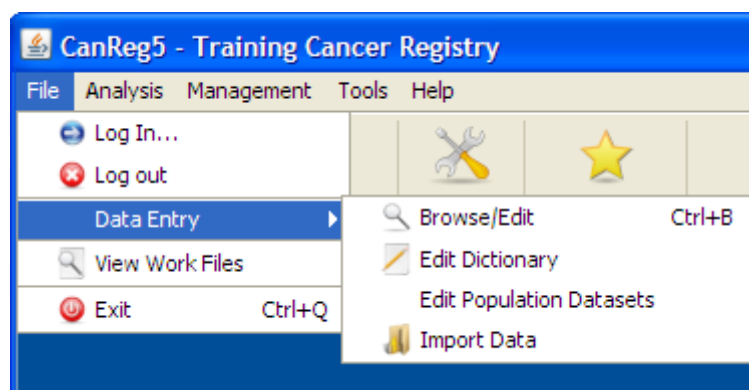 CanReg5 - Training Cancer Registry
File Analysis Management Tools Help
Log In...
Log out
Data Entry
View Work Files
Exit Ctrl+Q
Browse/Edit Ctrl+B
Edit Dictionary
Edit Population Datasets
Import Data